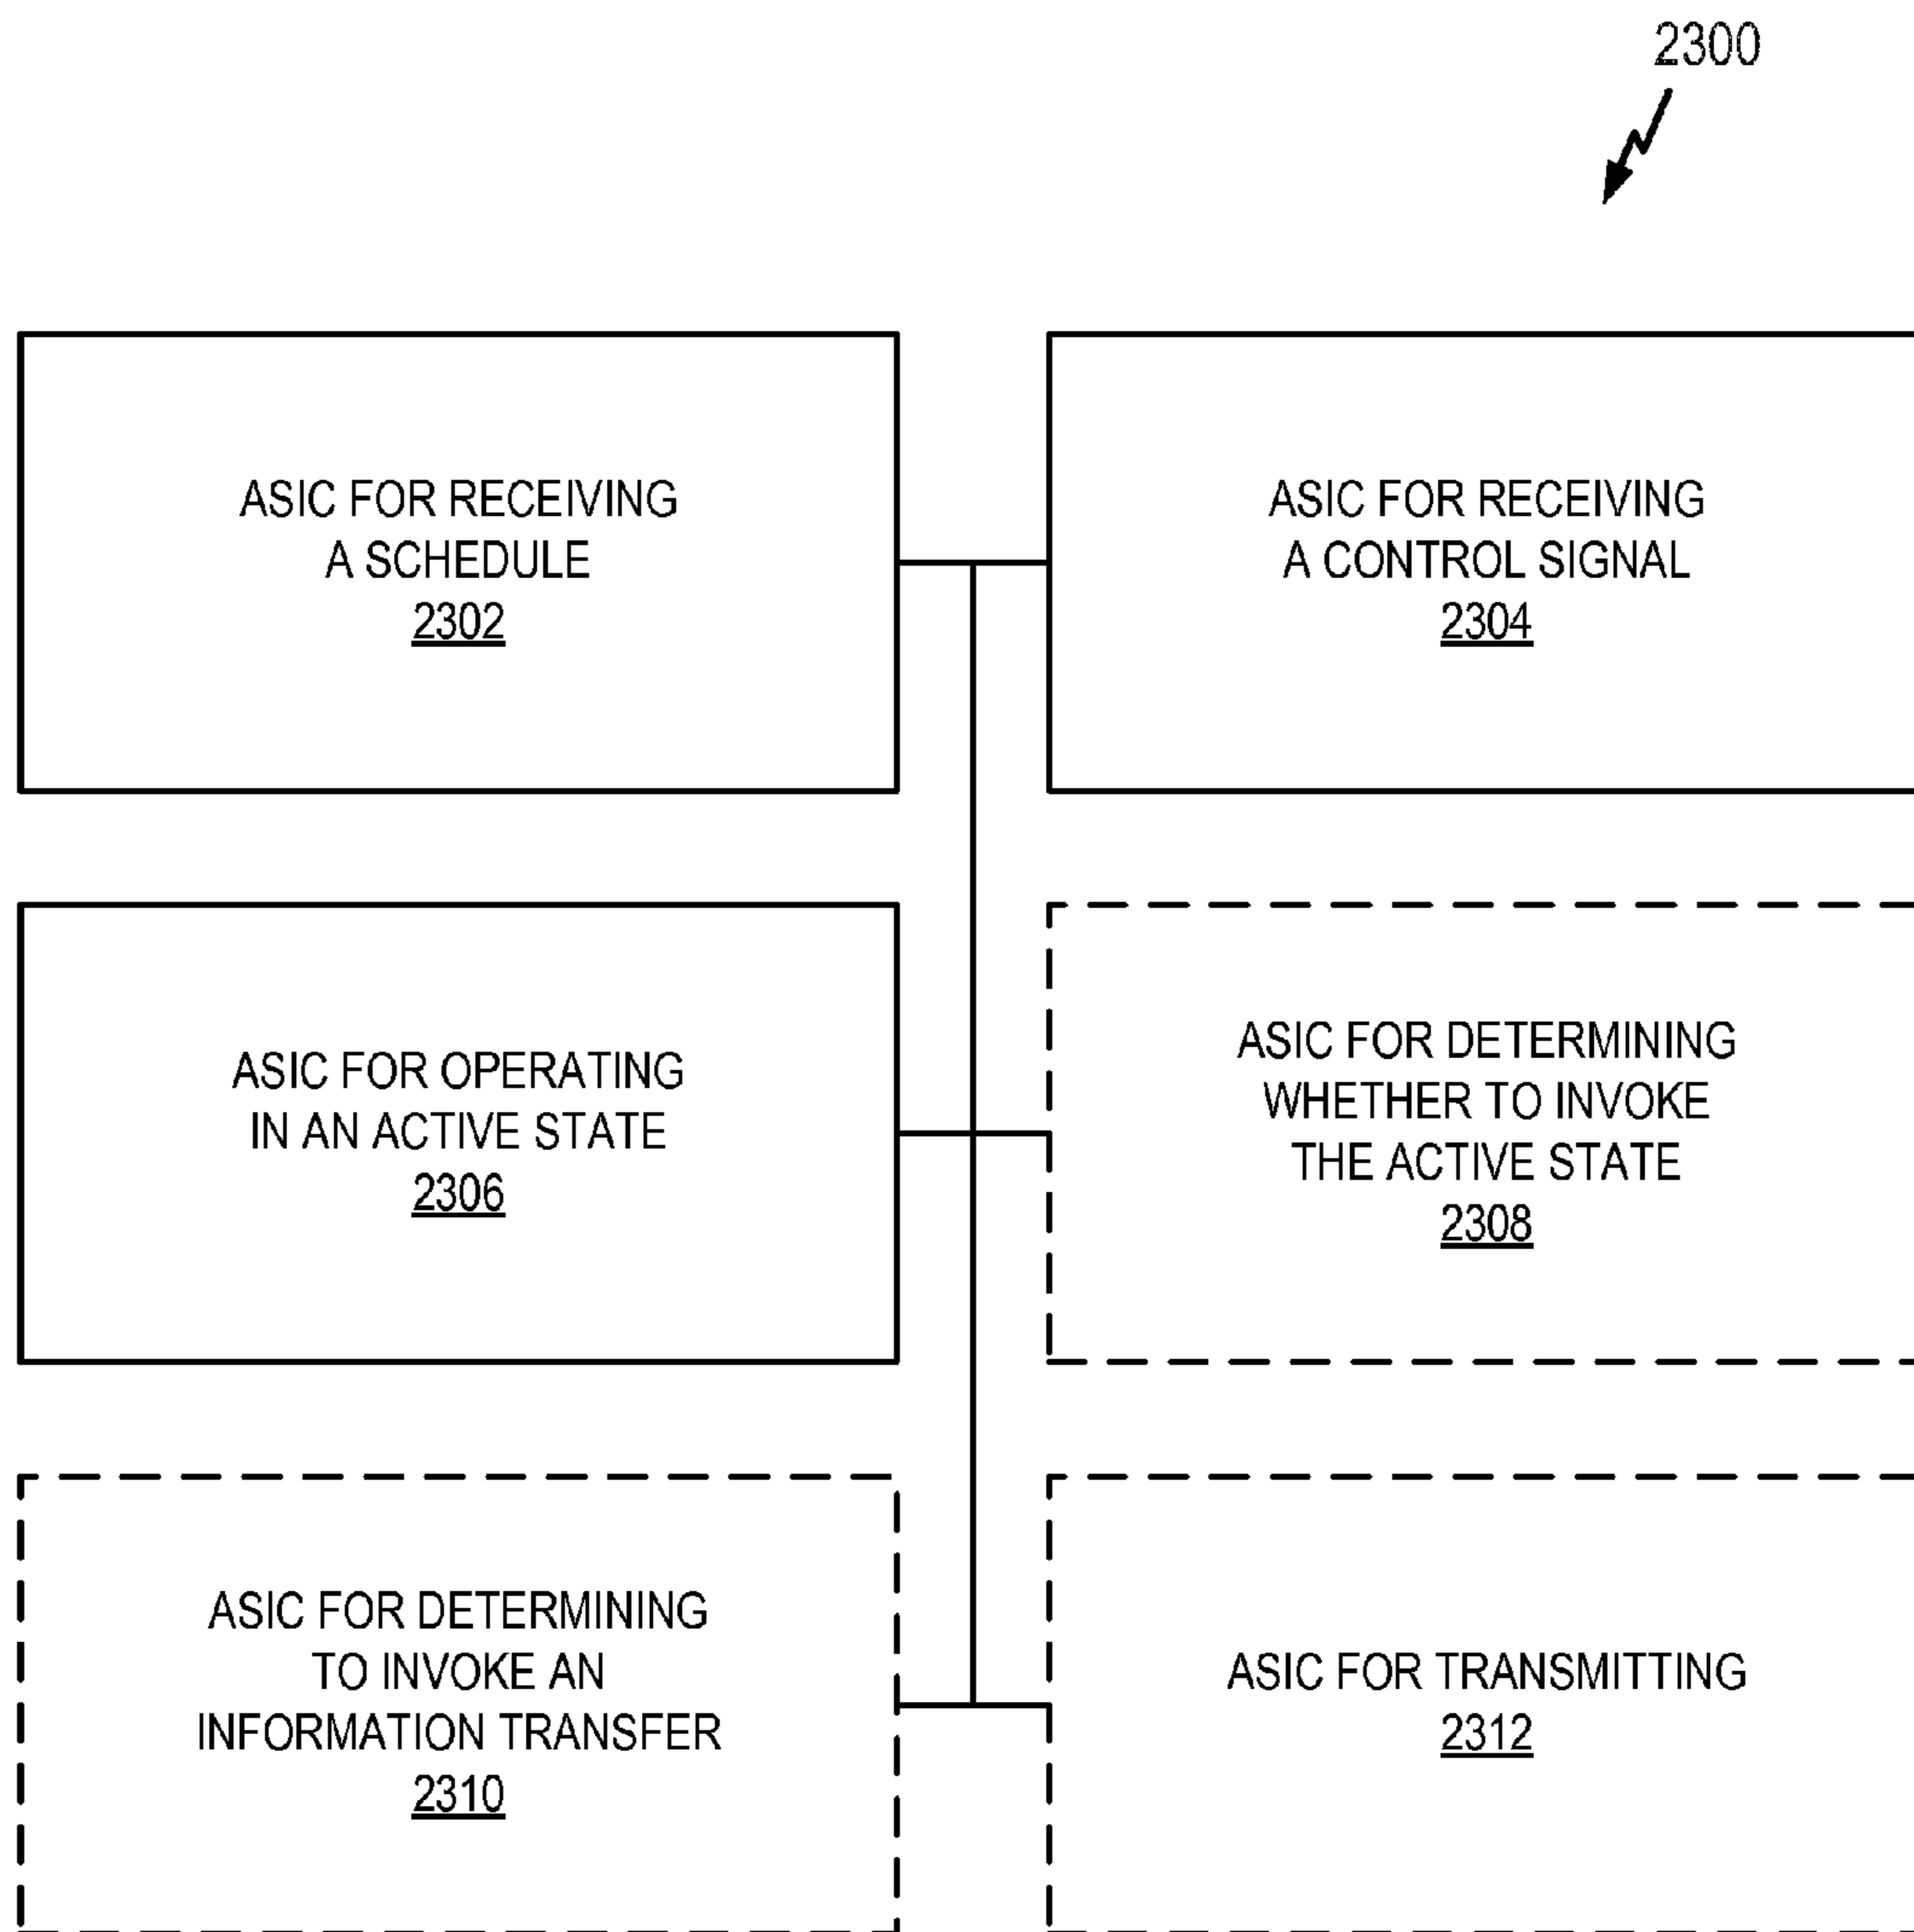 2300
ASIC FOR RECEIVING
A SCHEDULE
2302
ASIC FOR RECEIVING
A CONTROL SIGNAL
2304
ASIC FOR OPERATING
IN AN ACTIVE STATE
2306
ASIC FOR DETERMINING
WHETHER TO INVOKE
THE ACTIVE STATE
2308
ASIC FOR DETERMINING
TO INVOKE AN
INFORMATION TRANSFER
2310
ASIC FOR TRANSMITTING
2312